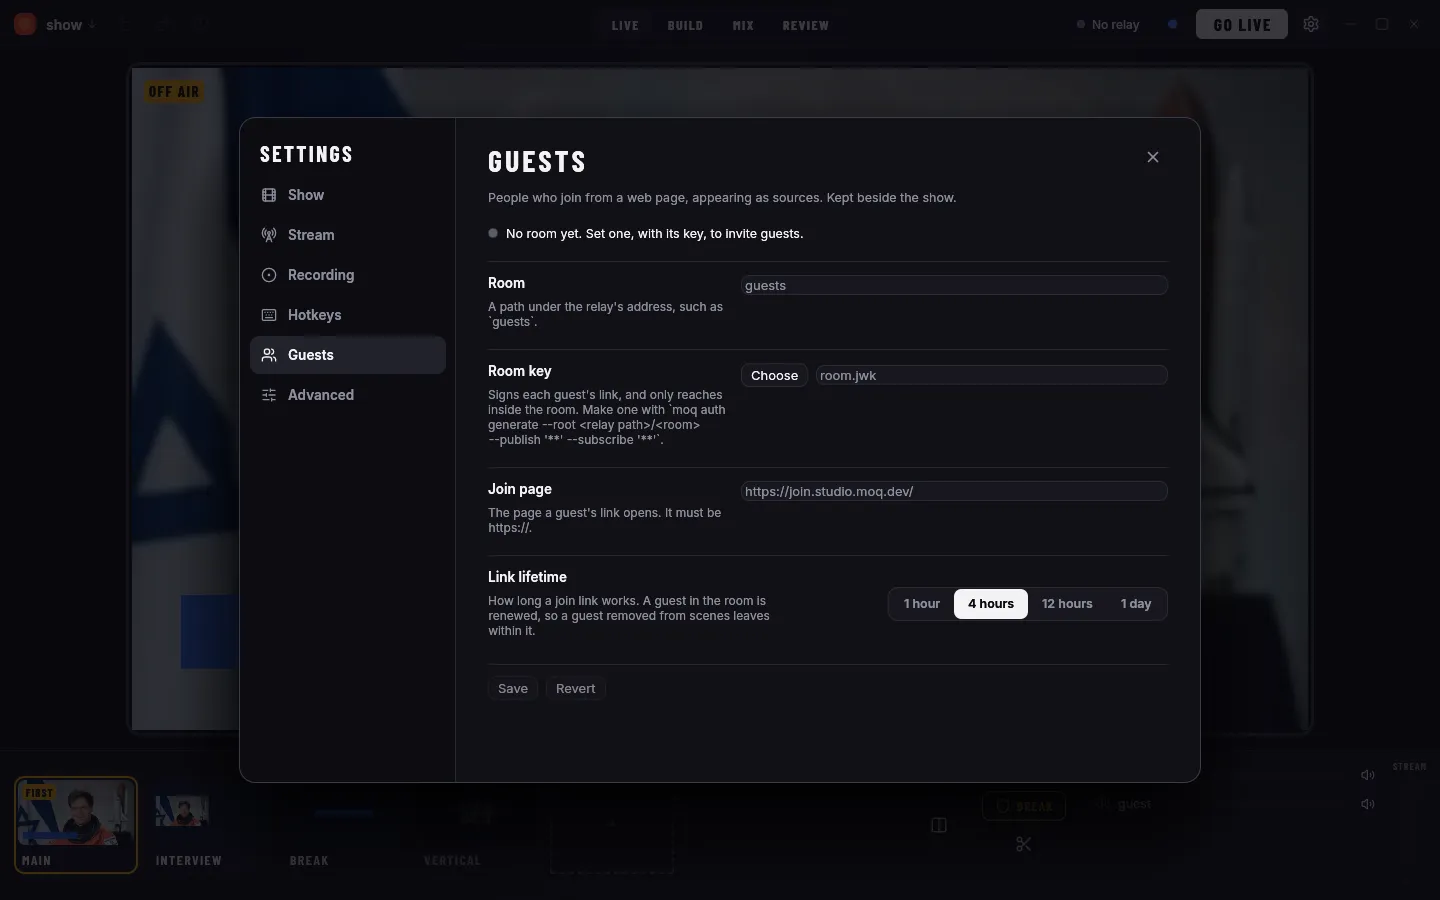 show
LIVE
BUILD
MIX
REVIEW
No relay
GO LIVE
OFF AIR
SETTINGS
Show
Stream
Recording
Hotkeys
Guests
Advanced
GUESTS
People who join from a web page, appearing as sources. Kept beside the show.
No room yet. Set one, with its key, to invite guests.
Room
A path under the relay's address, such as
`guests`.
guests
Room key
Signs each guest's link, and only reaches
inside the room. Make one with `moq auth
generate --root <relay path>/<room>
--publish '**' --subscribe '**'`.
Choose
room.jwk
Join page
The page a guest's link opens. It must be
https://.
https://join.studio.moq.dev/
Link lifetime
How long a join link works. A guest in the room is
renewed, so a guest removed from scenes leaves
within it.
1 hour
4 hours
12 hours
1 day
Save
Revert
FIRST
MAIN
INTERVIEW
BREAK
VERTICAL
BREAK
guest
STREAM